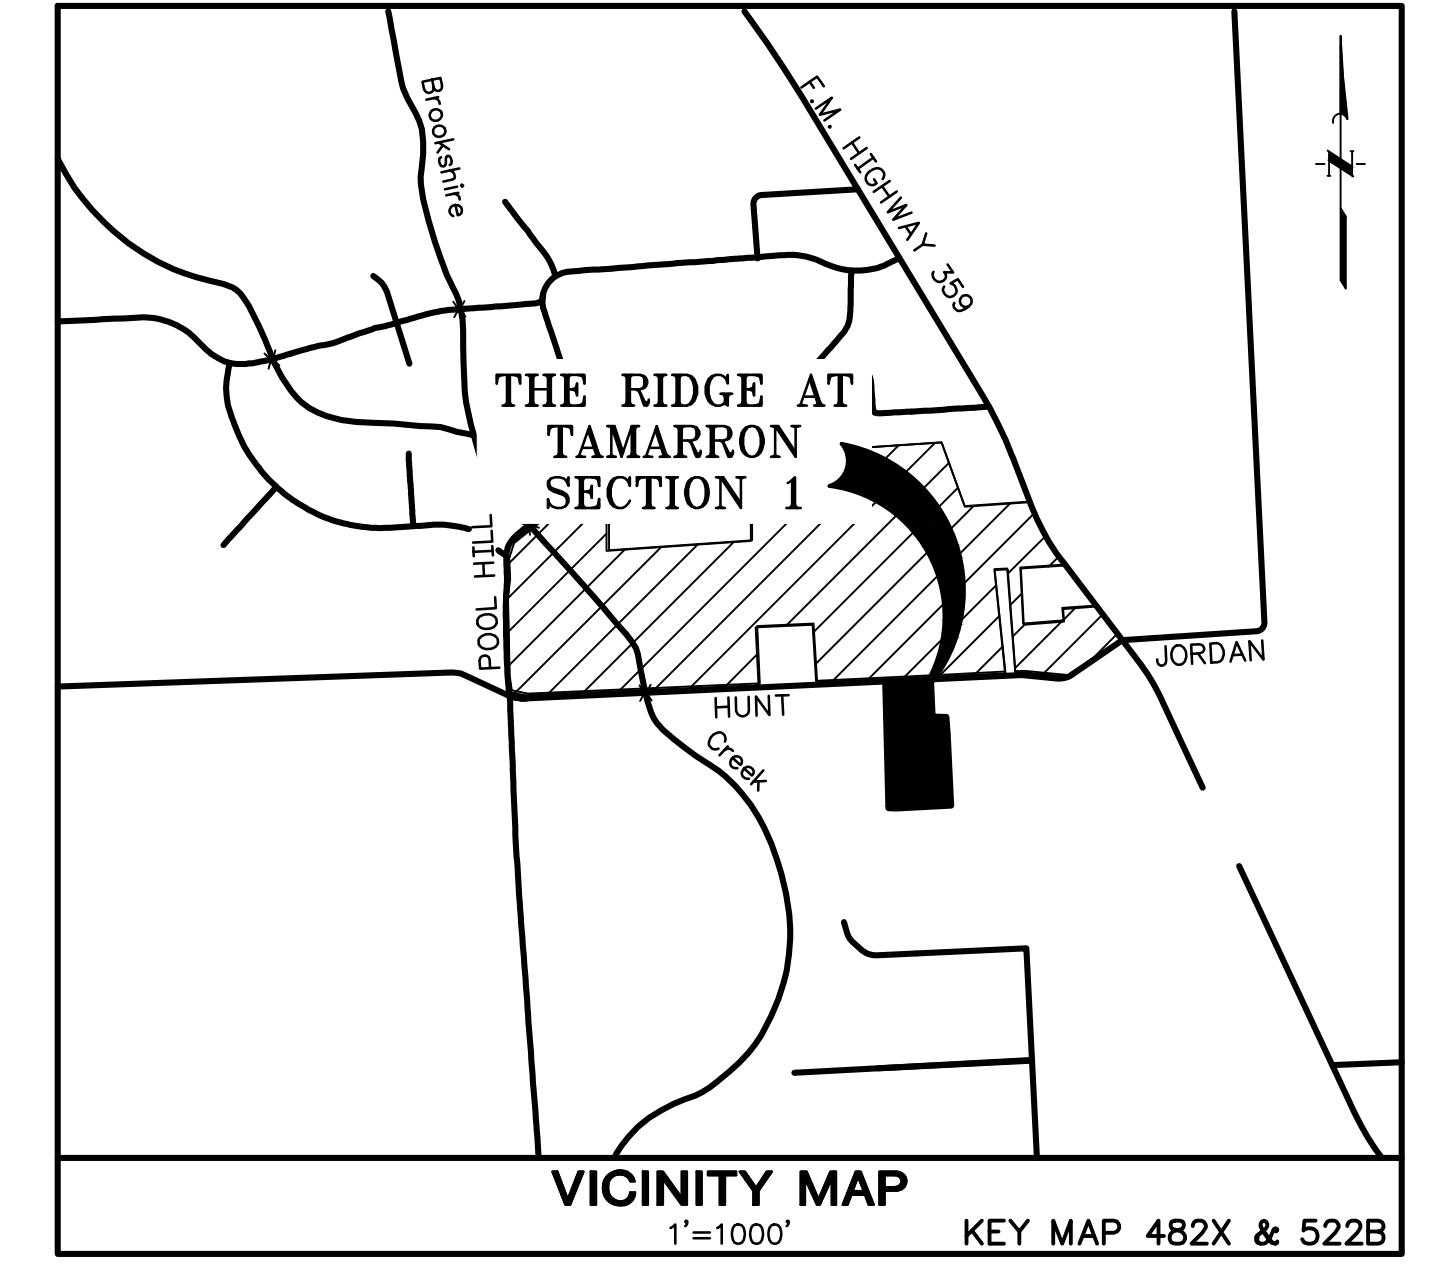 Brookshire
F.M. HIGHWAY 359
N
THE RIDGE AT
TAMARRON
SECTION 1
POOL HILL
JORDAN
HUNT
Creek
VICINITY MAP
1'=1000'
KEY MAP 482X & 522B